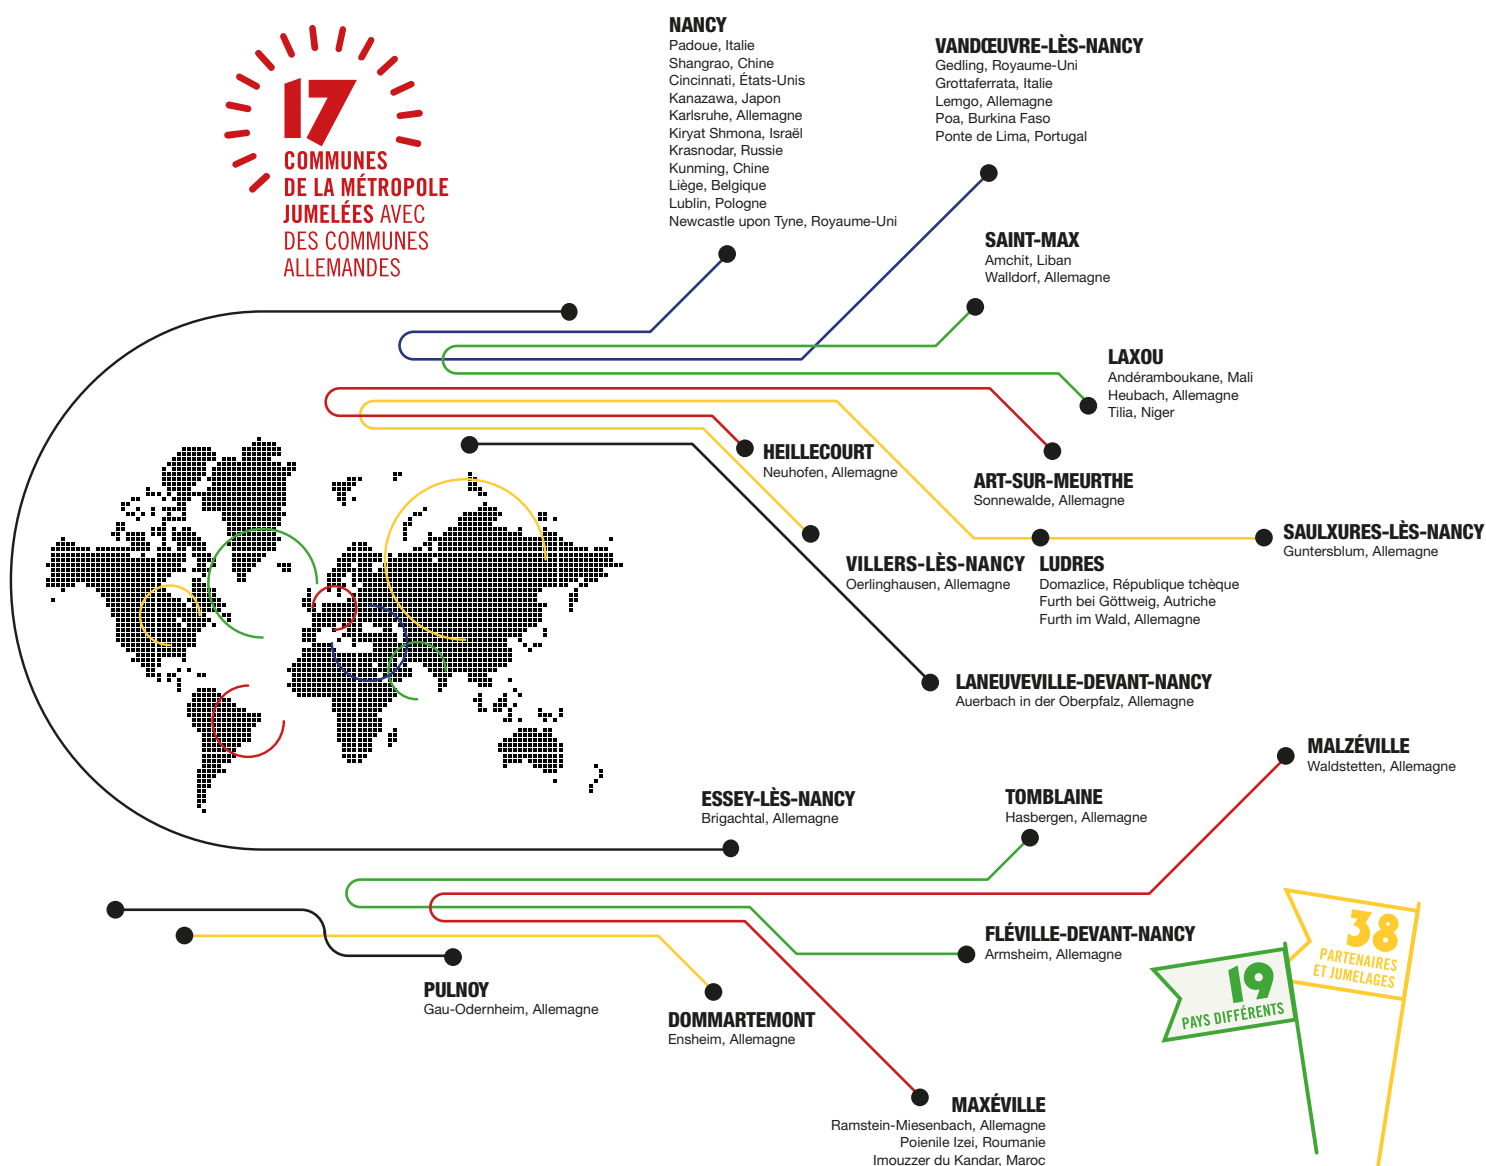 17
COMMUNES
DE LA MÉTROPOLE
JUMELÉES AVEC
DES COMMUNES
ALLEMANDES
NANCY
Padoue, Italie
Shangrao, Chine
Cincinnati, États-Unis
Kanazawa, Japon
Karlsruhe, Allemagne
Kiryat Shmona, Israël
Krasnodar, Russie
Kunming, Chine
Liège, Belgique
Lublin, Pologne
Newcastle upon Tyne, Royaume-Uni
VANDŒUVRE-LÈS-NANCY
Gedling, Royaume-Uni
Grottaferrata, Italie
Lemgo, Allemagne
Poa, Burkina Faso
Ponte de Lima, Portugal
SAINT-MAX
Amchit, Liban
Walldorf, Allemagne
LAXOU
Andéramboukane, Mali
Heubach, Allemagne
Tilia, Niger
HEILLECOURT
Neuhofen, Allemagne
ART-SUR-MEURTHE
Sonnewalde, Allemagne
SAULXURES-LÈS-NANCY
Guntersblum, Allemagne
VILLERS-LÈS-NANCY
Oerlinghausen, Allemagne
LUDRES
Domazlice, République tchèque
Furth bei Göttweig, Autriche
Furth im Wald, Allemagne
LANEUVEVILLE-DEVANT-NANCY
Auerbach in der Oberpfalz, Allemagne
MALZÉVILLE
Waldstetten, Allemagne
ESSEY-LÈS-NANCY
Brigachtal, Allemagne
TOMBLAINE
Hasbergen, Allemagne
FLÉVILLE-DEVANT-NANCY
Armsheim, Allemagne
PULNOY
Gau-Odernheim, Allemagne
DOMMARTEMONT
Ensheim, Allemagne
MAXÉVILLE
Ramstein-Miesenbach, Allemagne
Poienile Izei, Roumanie
Imouzzer du Kandar, Maroc
38
PARTENAIRES
ET JUMELAGES
19
PAYS DIFFÉRENTS